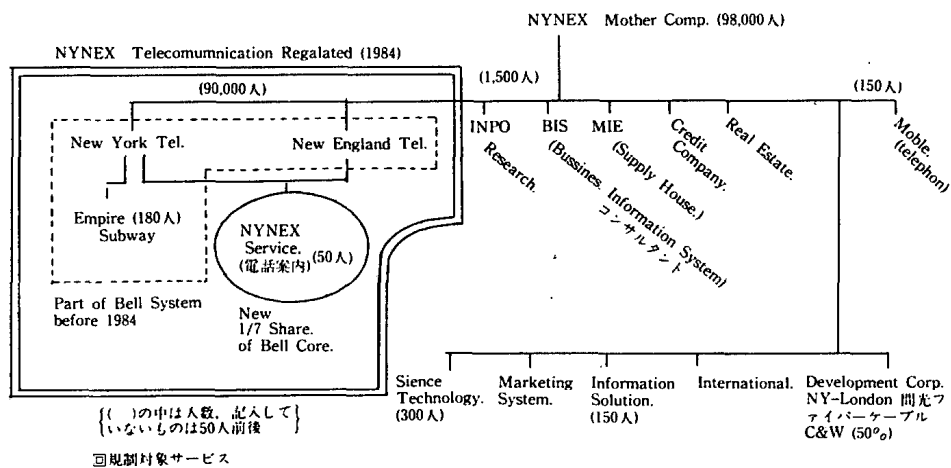 NYNEX Mother Comp. (98,000人)
NYNEX Telecomumnication Regalated (1984)
(90,000人)
(1,500人)
(150人)
New York Tel.
New England Tel.
Empire (180人)
Subway
NYNEX
Service.
(電話案内)
(50人)
Part of Bell System
before 1984
New
1/7 Share.
of Bell Core.
INPO
Research.
BIS
(Bussines. Information System)
コンサルタント
MIE
(Supply House.)
Credit
Company.
Real Estate.
Moble.
(telephon)
Sience
Technology.
(300人)
Marketing
System.
Information
Solution.
(150人)
International.
Development Corp.
NY-London 間光フ
ァイバーケーブル
C&W (50%)
( )の中は人数,記入して
いないものは50人前後
回規制対象サービス